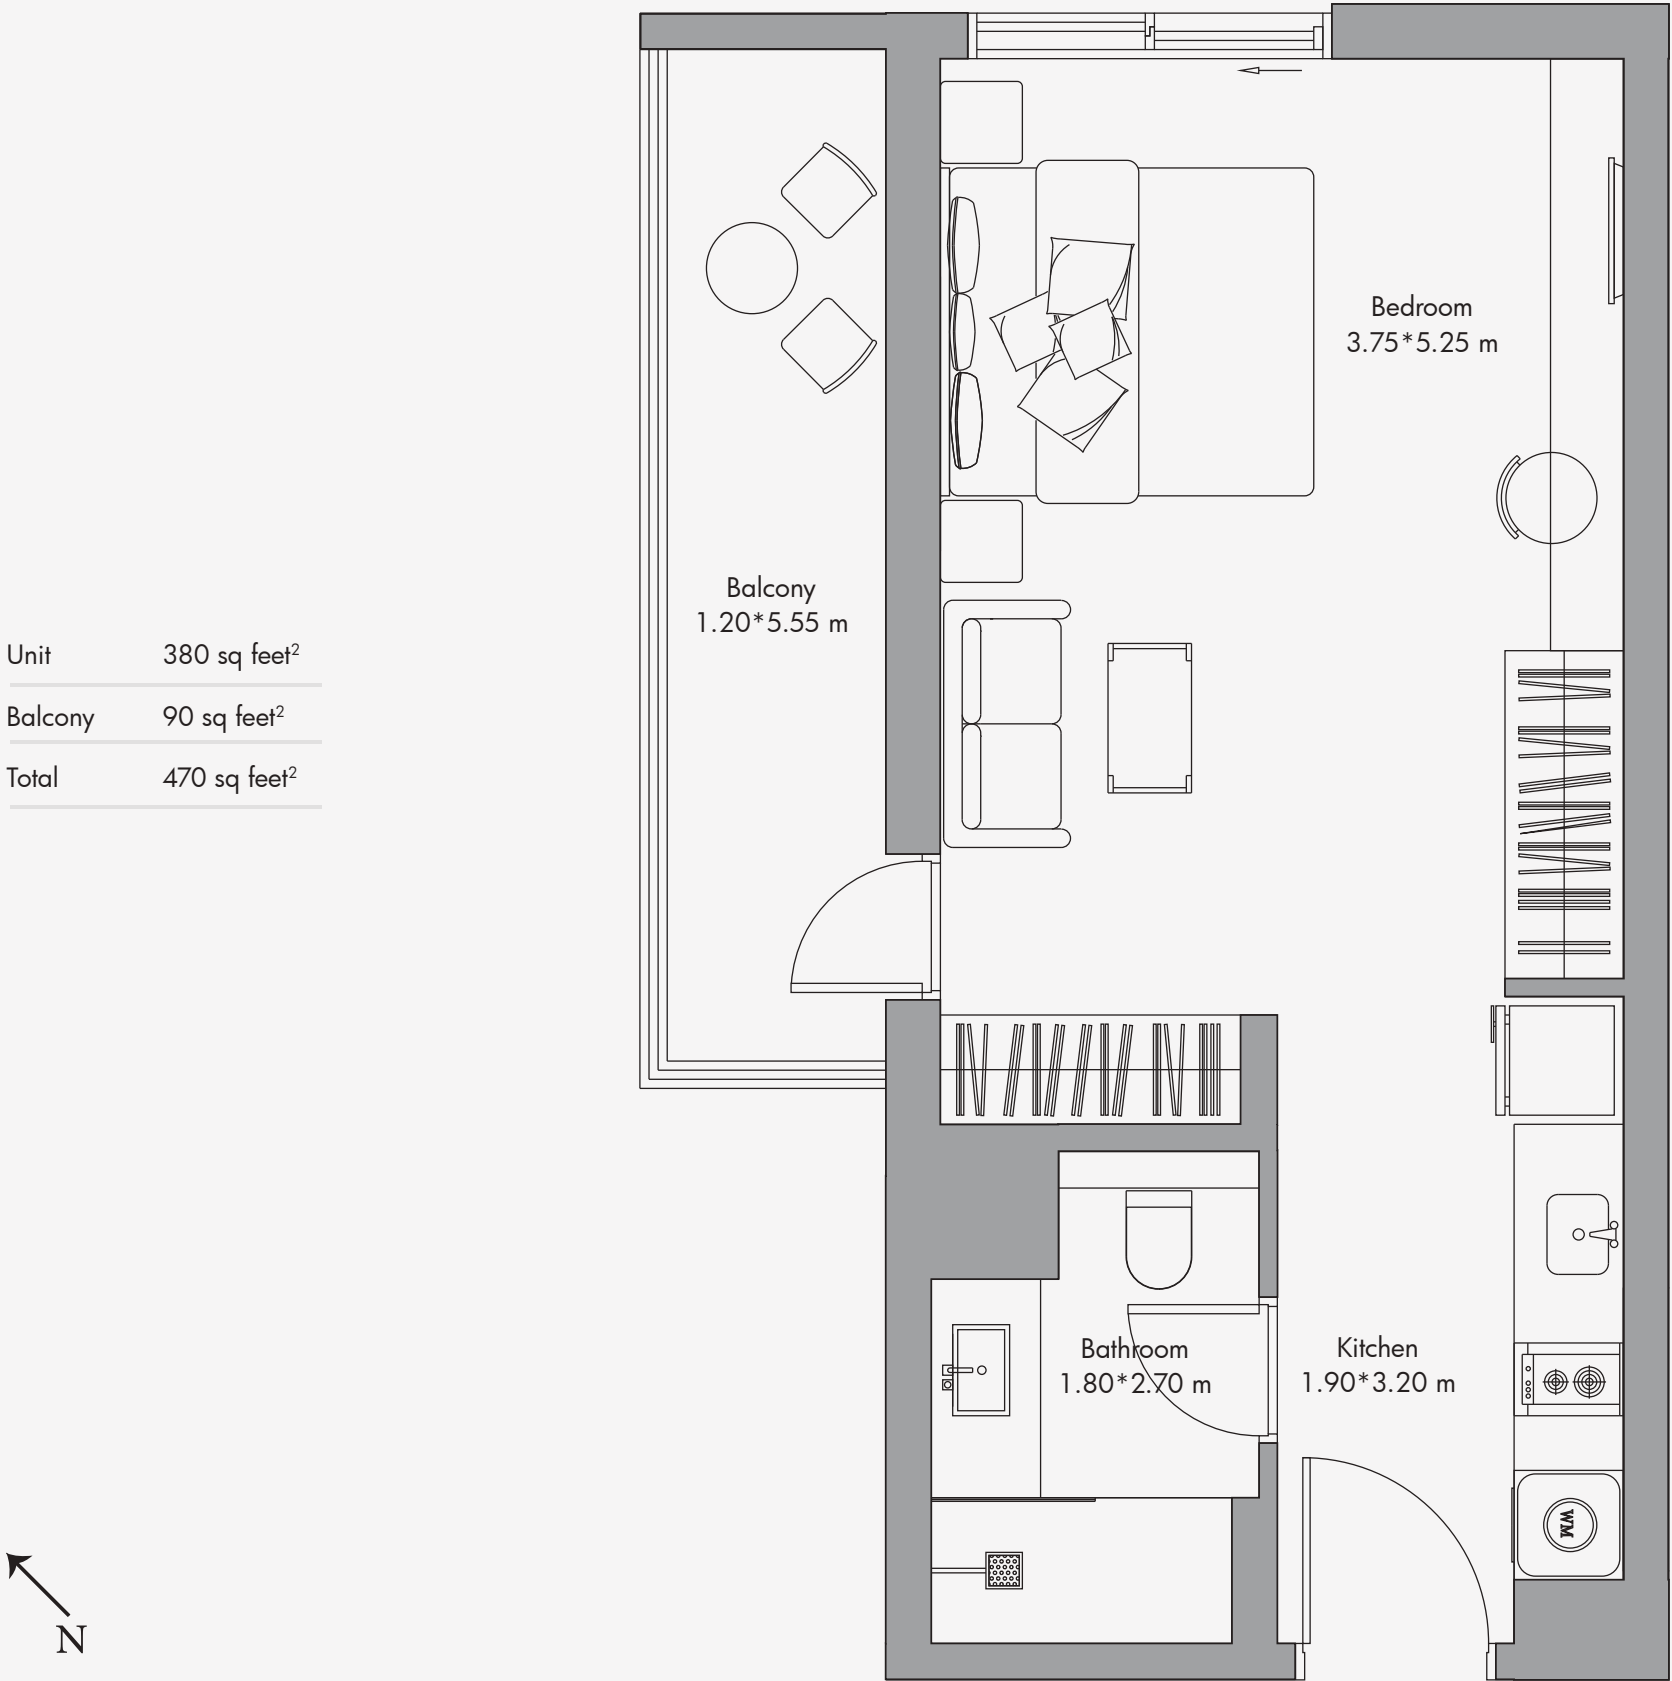 Bedroom
3.75*5.25 m
Balcony
1.20*5.55 m
Unit 380 sq feet²
Balcony 90 sq feet²
Total 470 sq feet²
Bathroom
1.80*2.70 m
Kitchen
1.90*3.20 m
WM
N